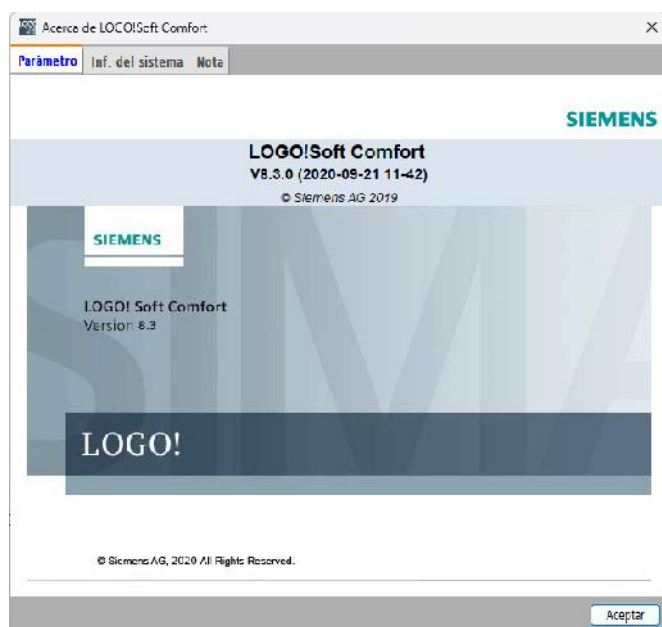 Acerca de LOGO!Soft Comfort
Parámetro
Inf. del sistema
Nota
SIEMENS
LOGO!Soft Comfort
V8.3.0 (2020-09-21 11-42)
© Siemens AG 2019
SIEMENS
LOGO! Soft Comfort
Version 8.3
LOGO!
© Siemens AG, 2020 All Rights Reserved.
Aceptar